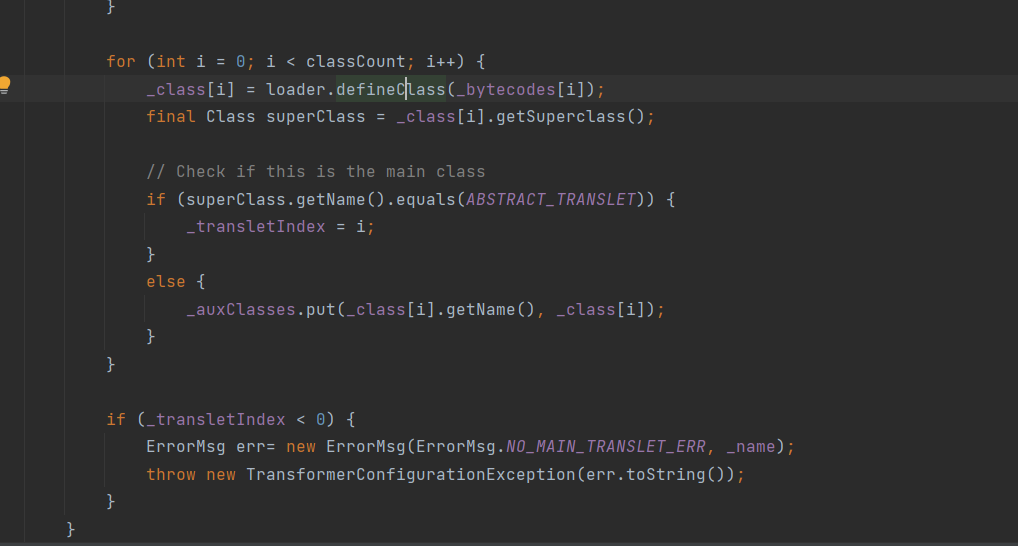 }
for (int i = 0; i < classCount; i++) {
_class[i] = loader.defineClass(_bytecodes[i]);
final Class superClass = _class[i].getSuperclass();
// Check if this is the main class
if (superClass.getName().equals(ABSTRACT_TRANSLET)) {
_transletIndex = i;
}
else {
_auxClasses.put(_class[i].getName(), _class[i]);
}
}
if (_transletIndex < 0) {
ErrorMsg err= new ErrorMsg(ErrorMsg.NO_MAIN_TRANSLET_ERR, _name);
throw new TransformerConfigurationException(err.toString());
}
}